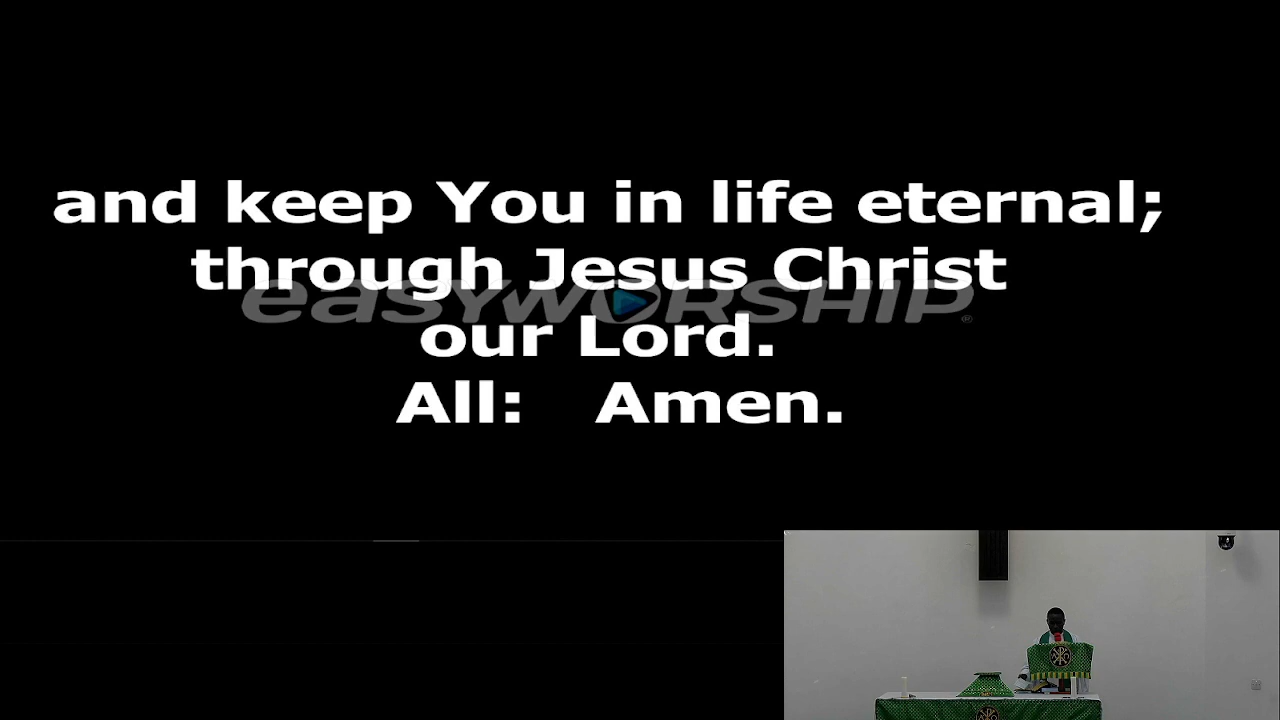 and keep You in life eternal;
through Jesus Christ
easyworship®
our Lord.
All: Amen.